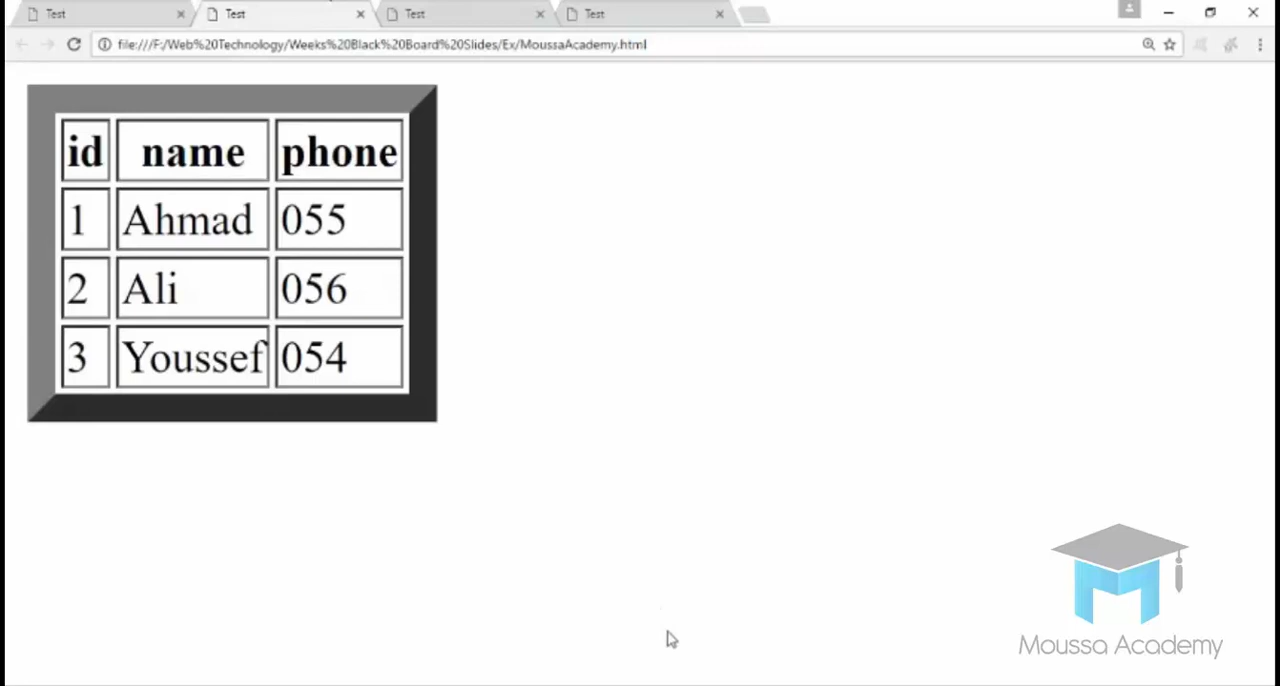 Test Test Test Test
file:///F:/Web%20Technology/Weeks%20Black%20Board%20Slides/Ex/MoussaAcademy.html
id name phone
1 Ahmad 055
2 Ali 056
3 Youssef 054
Moussa Academy